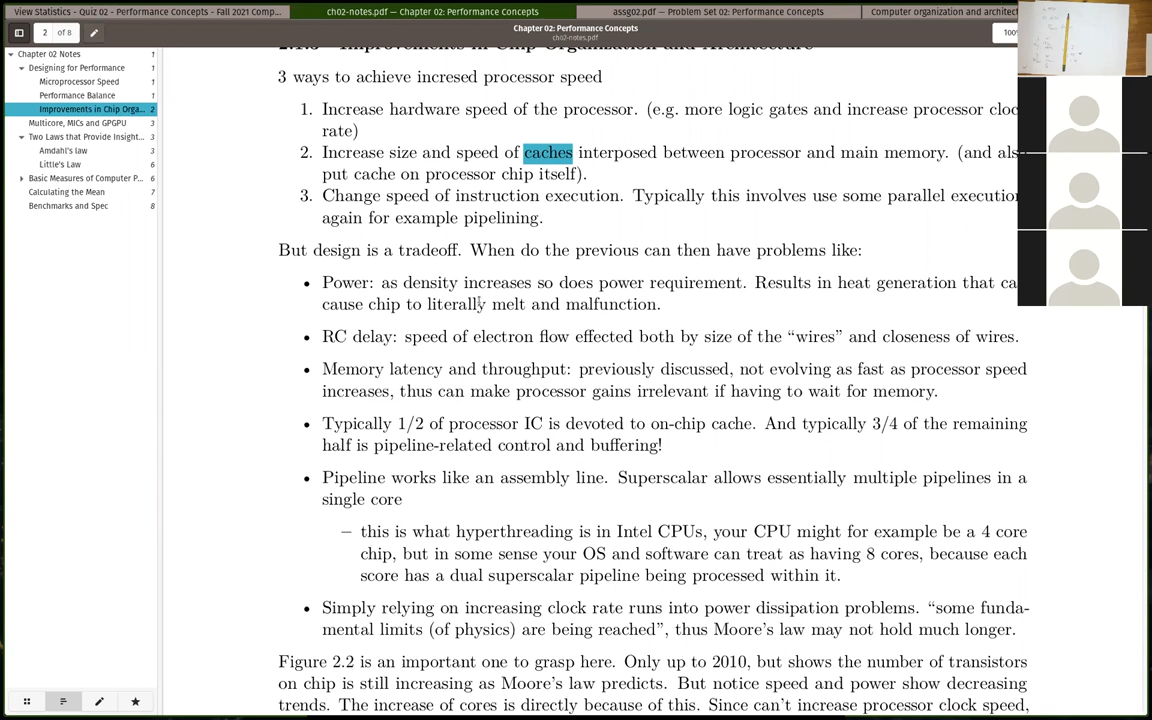 View Statistics - Quiz 02 - Performance Concepts - Fall 2021 Comp...
ch02-notes.pdf — Chapter 02: Performance Concepts
assg02.pdf — Problem Set 02: Performance Concepts
Computer organization and architect
2 of 8
Chapter 02: Performance Concepts
ch02-notes.pdf
100%
Chapter 02 Notes 1
Designing for Performance 1
Microprocessor Speed 1
Performance Balance 1
Improvements in Chip Orga... 2
Multicore, MICs and GPGPU 2
Two Laws that Provide Insight... 3
Amdahl's law 3
Little's Law 6
Basic Measures of Computer P... 6
Calculating the Mean 7
Benchmarks and Spec 8
Improvements in Chip Organization and Architecture
3 ways to achieve incresed processor speed
1. Increase hardware speed of the processor. (e.g. more logic gates and increase processor cloc
rate)
2. Increase size and speed of caches interposed between processor and main memory. (and als
put cache on processor chip itself).
3. Change speed of instruction execution. Typically this involves use some parallel execution
again for example pipelining.
But design is a tradeoff. When do the previous can then have problems like:
• Power: as density increases so does power requirement. Results in heat generation that ca
cause chip to literally melt and malfunction.
• RC delay: speed of electron flow effected both by size of the “wires” and closeness of wires.
• Memory latency and throughput: previously discussed, not evolving as fast as processor speed
increases, thus can make processor gains irrelevant if having to wait for memory.
• Typically 1/2 of processor IC is devoted to on-chip cache. And typically 3/4 of the remaining
half is pipeline-related control and buffering!
• Pipeline works like an assembly line. Superscalar allows essentially multiple pipelines in a
single core
– this is what hyperthreading is in Intel CPUs, your CPU might for example be a 4 core
chip, but in some sense your OS and software can treat as having 8 cores, because each
score has a dual superscalar pipeline being processed within it.
• Simply relying on increasing clock rate runs into power dissipation problems. “some funda-
mental limits (of physics) are being reached”, thus Moore’s law may not hold much longer.
Figure 2.2 is an important one to grasp here. Only up to 2010, but shows the number of transistors
on chip is still increasing as Moore’s law predicts. But notice speed and power show decreasing
trends. The increase of cores is directly because of this. Since can’t increase processor clock speed,